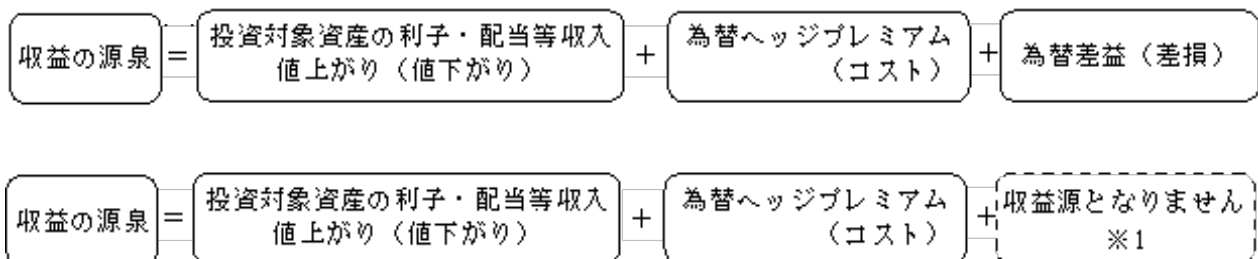 収益の源泉 = 投資対象資産の利子・配当等収入 + 為替ヘッジプレミアム + 為替差益（差損）
値上がり（値下がり） （コスト）
収益の源泉 = 投資対象資産の利子・配当等収入 + 為替ヘッジプレミアム + 収益源となりません
値上がり（値下がり） （コスト） ※1